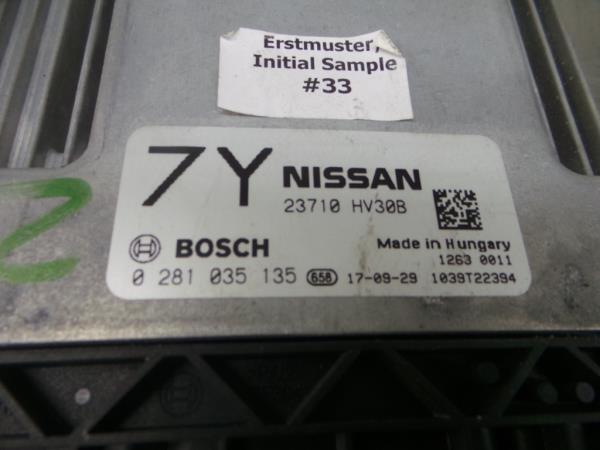 Erstmuster,
Initial Sample
#33
7Y NISSAN
23710 HV30B
BOSCH Made in Hungary
1263 0011
0 281 035 135 658 17-09-29 1039T22394
2